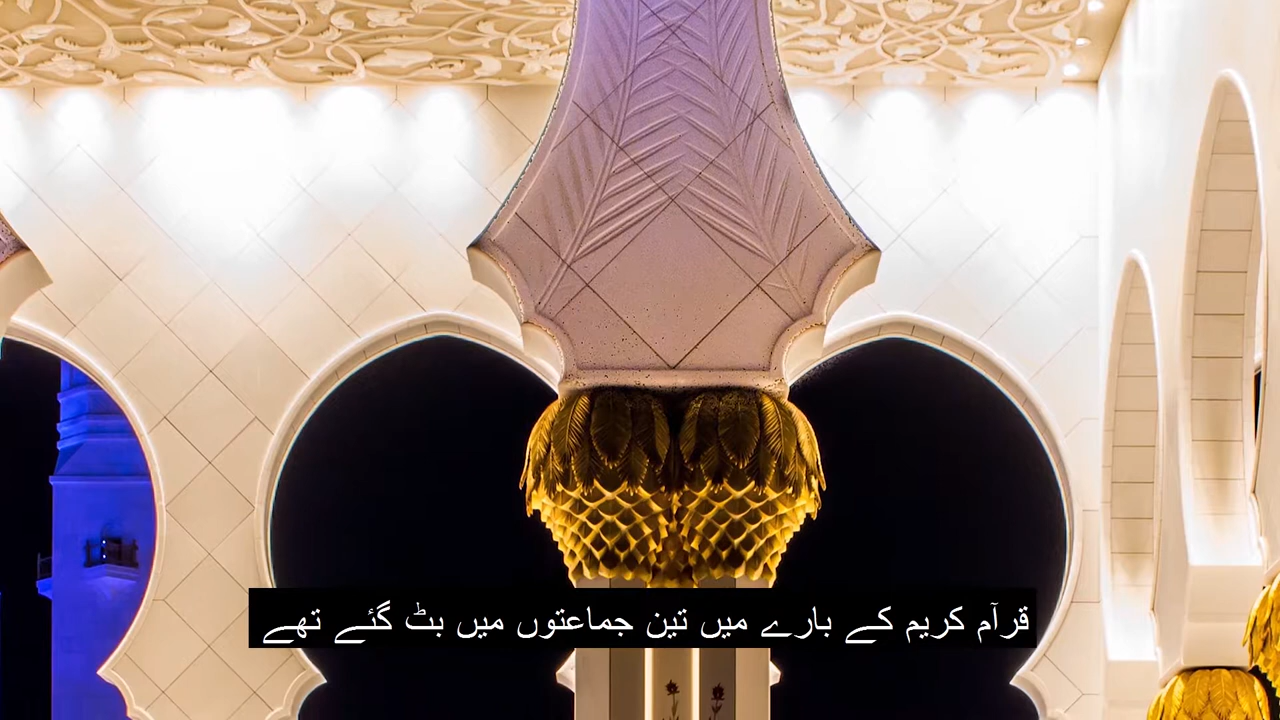 قرآم کریم کے بارے میں تین جماعتوں میں بٹ گئے تھے